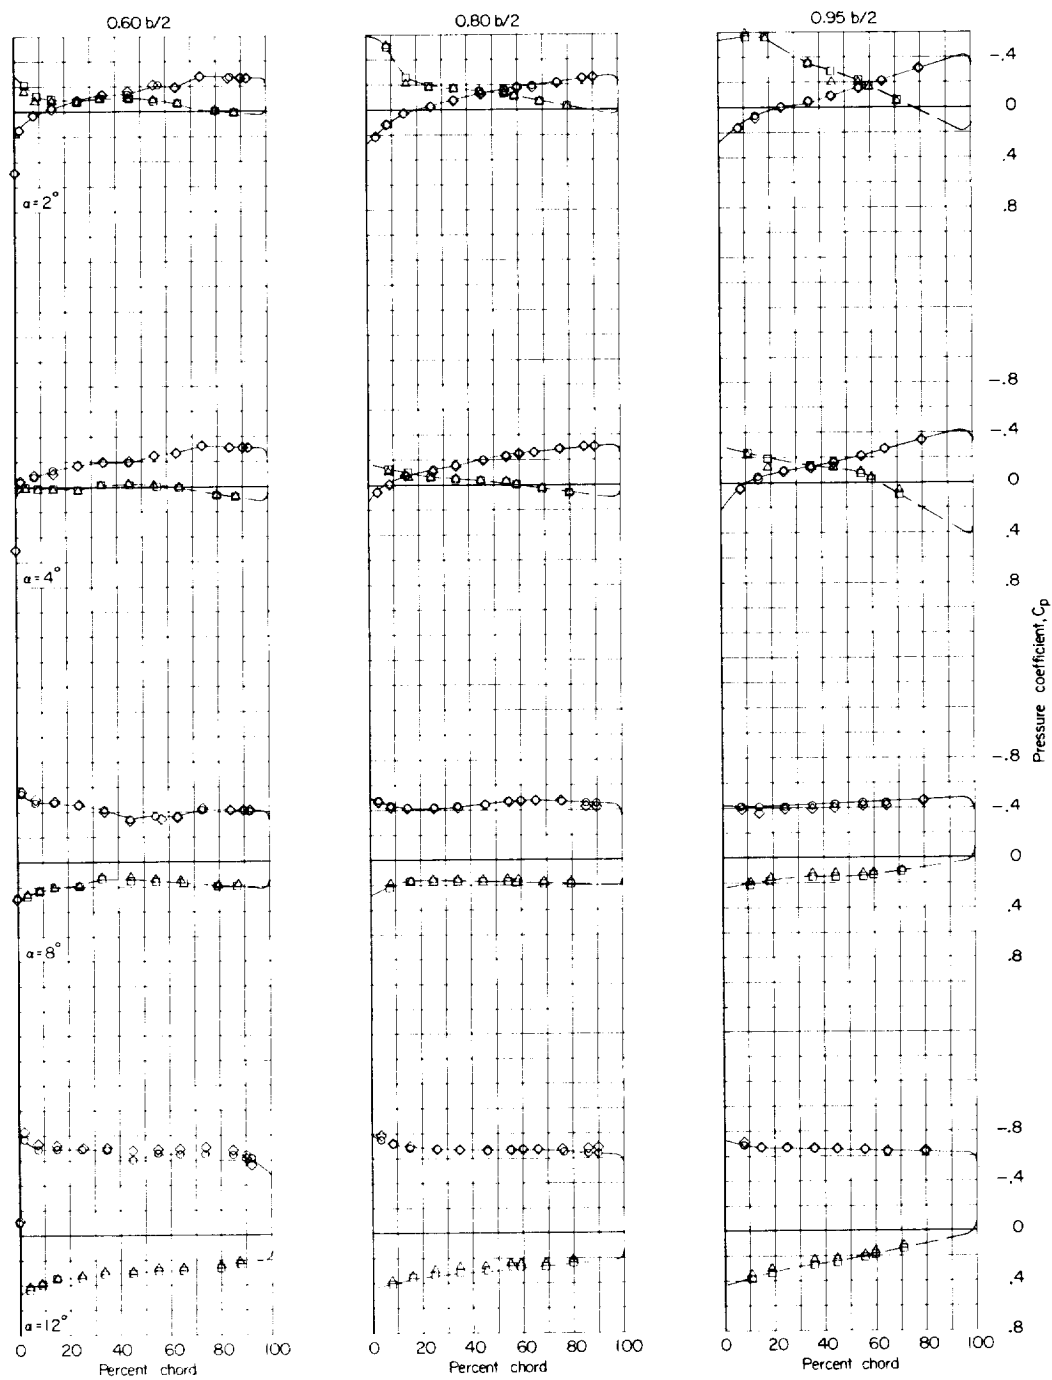 0.60 b/2
0.80 b/2
0.95 b/2
-.4
0
.4
.8
α=2°
-.8
-.4
0
.4
.8
α=4°
Pressure coefficient, Cp
-.8
-.4
0
.4
.8
α=8°
-.8
-.4
0
.4
.8
α=12°
0 20 40 60 80 100
Percent chord
0 20 40 60 80 100
Percent chord
0 20 40 60 80 100
Percent chord